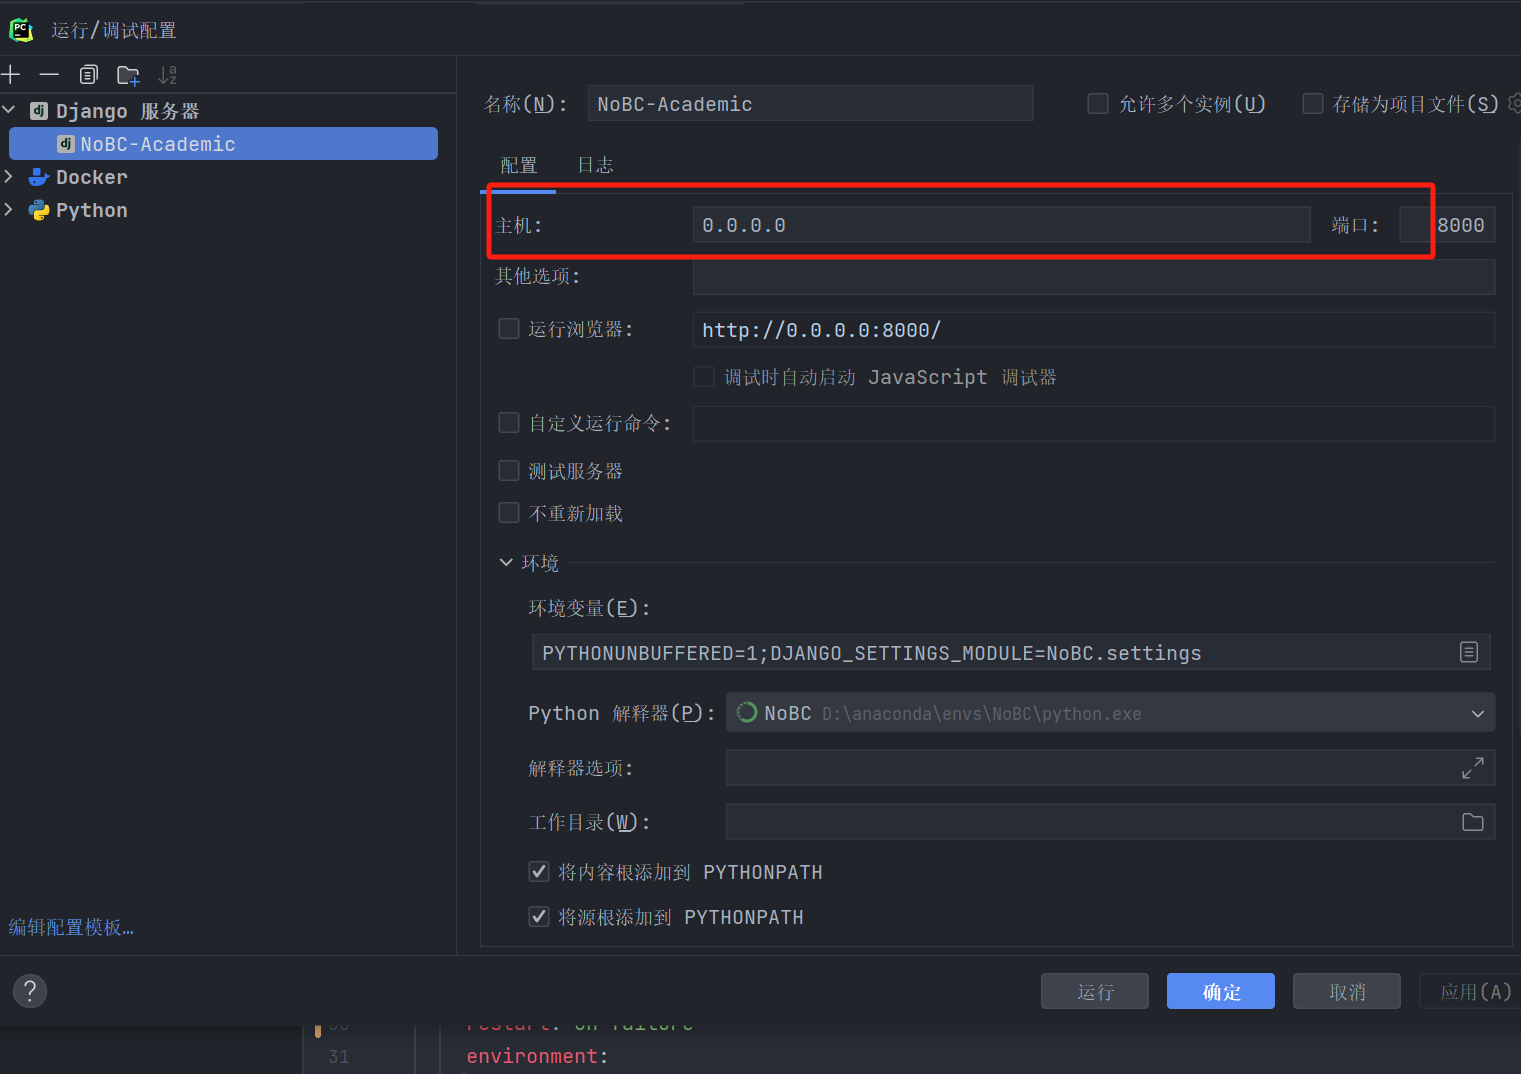 运行/调试配置
Django 服务器
NoBC-Academic
Docker
Python
编辑配置模板...
名称(N): NoBC-Academic 允许多个实例(U) 存储为项目文件(S)
配置 日志
主机: 0.0.0.0 端口: 8000
其他选项:
运行浏览器: http://0.0.0.0:8000/
调试时自动启动 JavaScript 调试器
自定义运行命令:
测试服务器
不重新加载
环境
环境变量(E):
PYTHONUNBUFFERED=1;DJANGO_SETTINGS_MODULE=NoBC.settings
Python 解释器(P): NoBC D:\anaconda\envs\NoBC\python.exe
解释器选项:
工作目录(W):
将内容根添加到 PYTHONPATH
将源根添加到 PYTHONPATH
? 运行 确定 取消 应用(A)
31 environment: